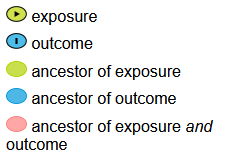 exposure
outcome
ancestor of exposure
ancestor of outcome
ancestor of exposure and
outcome